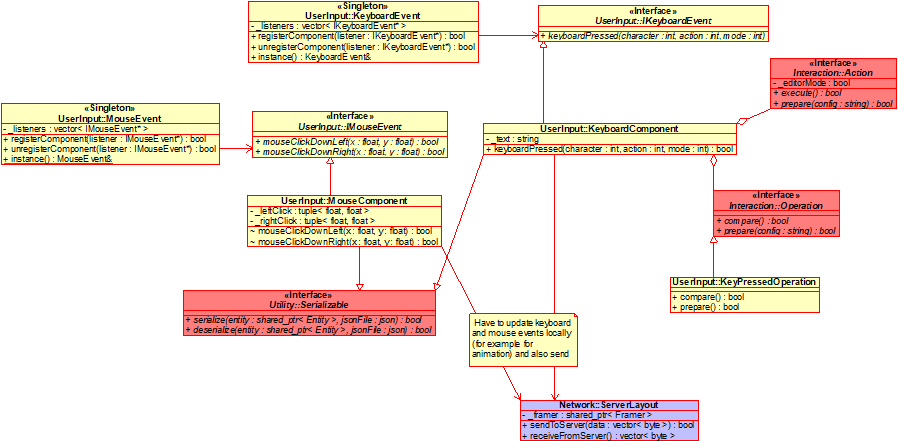 «Singleton»
UserInput::KeyboardEvent
- _listeners : vector< IKeyboardEvent* >
+ registerComponent(listener : IKeyboardEvent*) : bool
+ unregisterComponent(listener : IKeyboardEvent*) : bool
+ instance() : KeyboardEvent&
«Interface»
UserInput::IKeyboardEvent
+ keyboardPressed(character : int, action : int, mode : int)
«Interface»
Interaction::Action
- _editorMode : bool
+ execute() : bool
+ prepare(config : string) : bool
«Singleton»
UserInput::MouseEvent
- _listeners : vector< IMouseEvent* >
+ registerComponent(listener : IMouseEvent*) : bool
+ unregisterComponent(listener : IMouseEvent*) : bool
+ instance() : MouseEvent&
«Interface»
UserInput::IMouseEvent
+ mouseClickDownLeft(x : float, y : float) : bool
+ mouseClickDownRight(x : float, y : float) : bool
UserInput::KeyboardComponent
- _text : string
+ keyboardPressed(character : int, action : int, mode : int) : bool
UserInput::MouseComponent
- _leftClick : tuple< float, float >
- _rightClick : tuple< float, float >
~ mouseClickDownLeft(x: float, y: float) : bool
~ mouseClickDownRight(x: float, y: float) : bool
«Interface»
Interaction::Operation
+ compare() : bool
+ prepare(config : string) : bool
UserInput::KeyPressedOperation
+ compare() : bool
+ prepare() : bool
«Interface»
Utility::Serializable
+ serialize(entity : shared_ptr< Entity >, jsonFile : json) : bool
+ deserialize(entity : shared_ptr< Entity >, jsonFile : json) : bool
Have to update keyboard
and mouse events locally
(for example for
animation) and also send
Network::ServerLayout
- _framer : shared_ptr< Framer >
+ sendToServer(data : vector< byte >) : bool
+ receiveFromServer() : vector< byte >